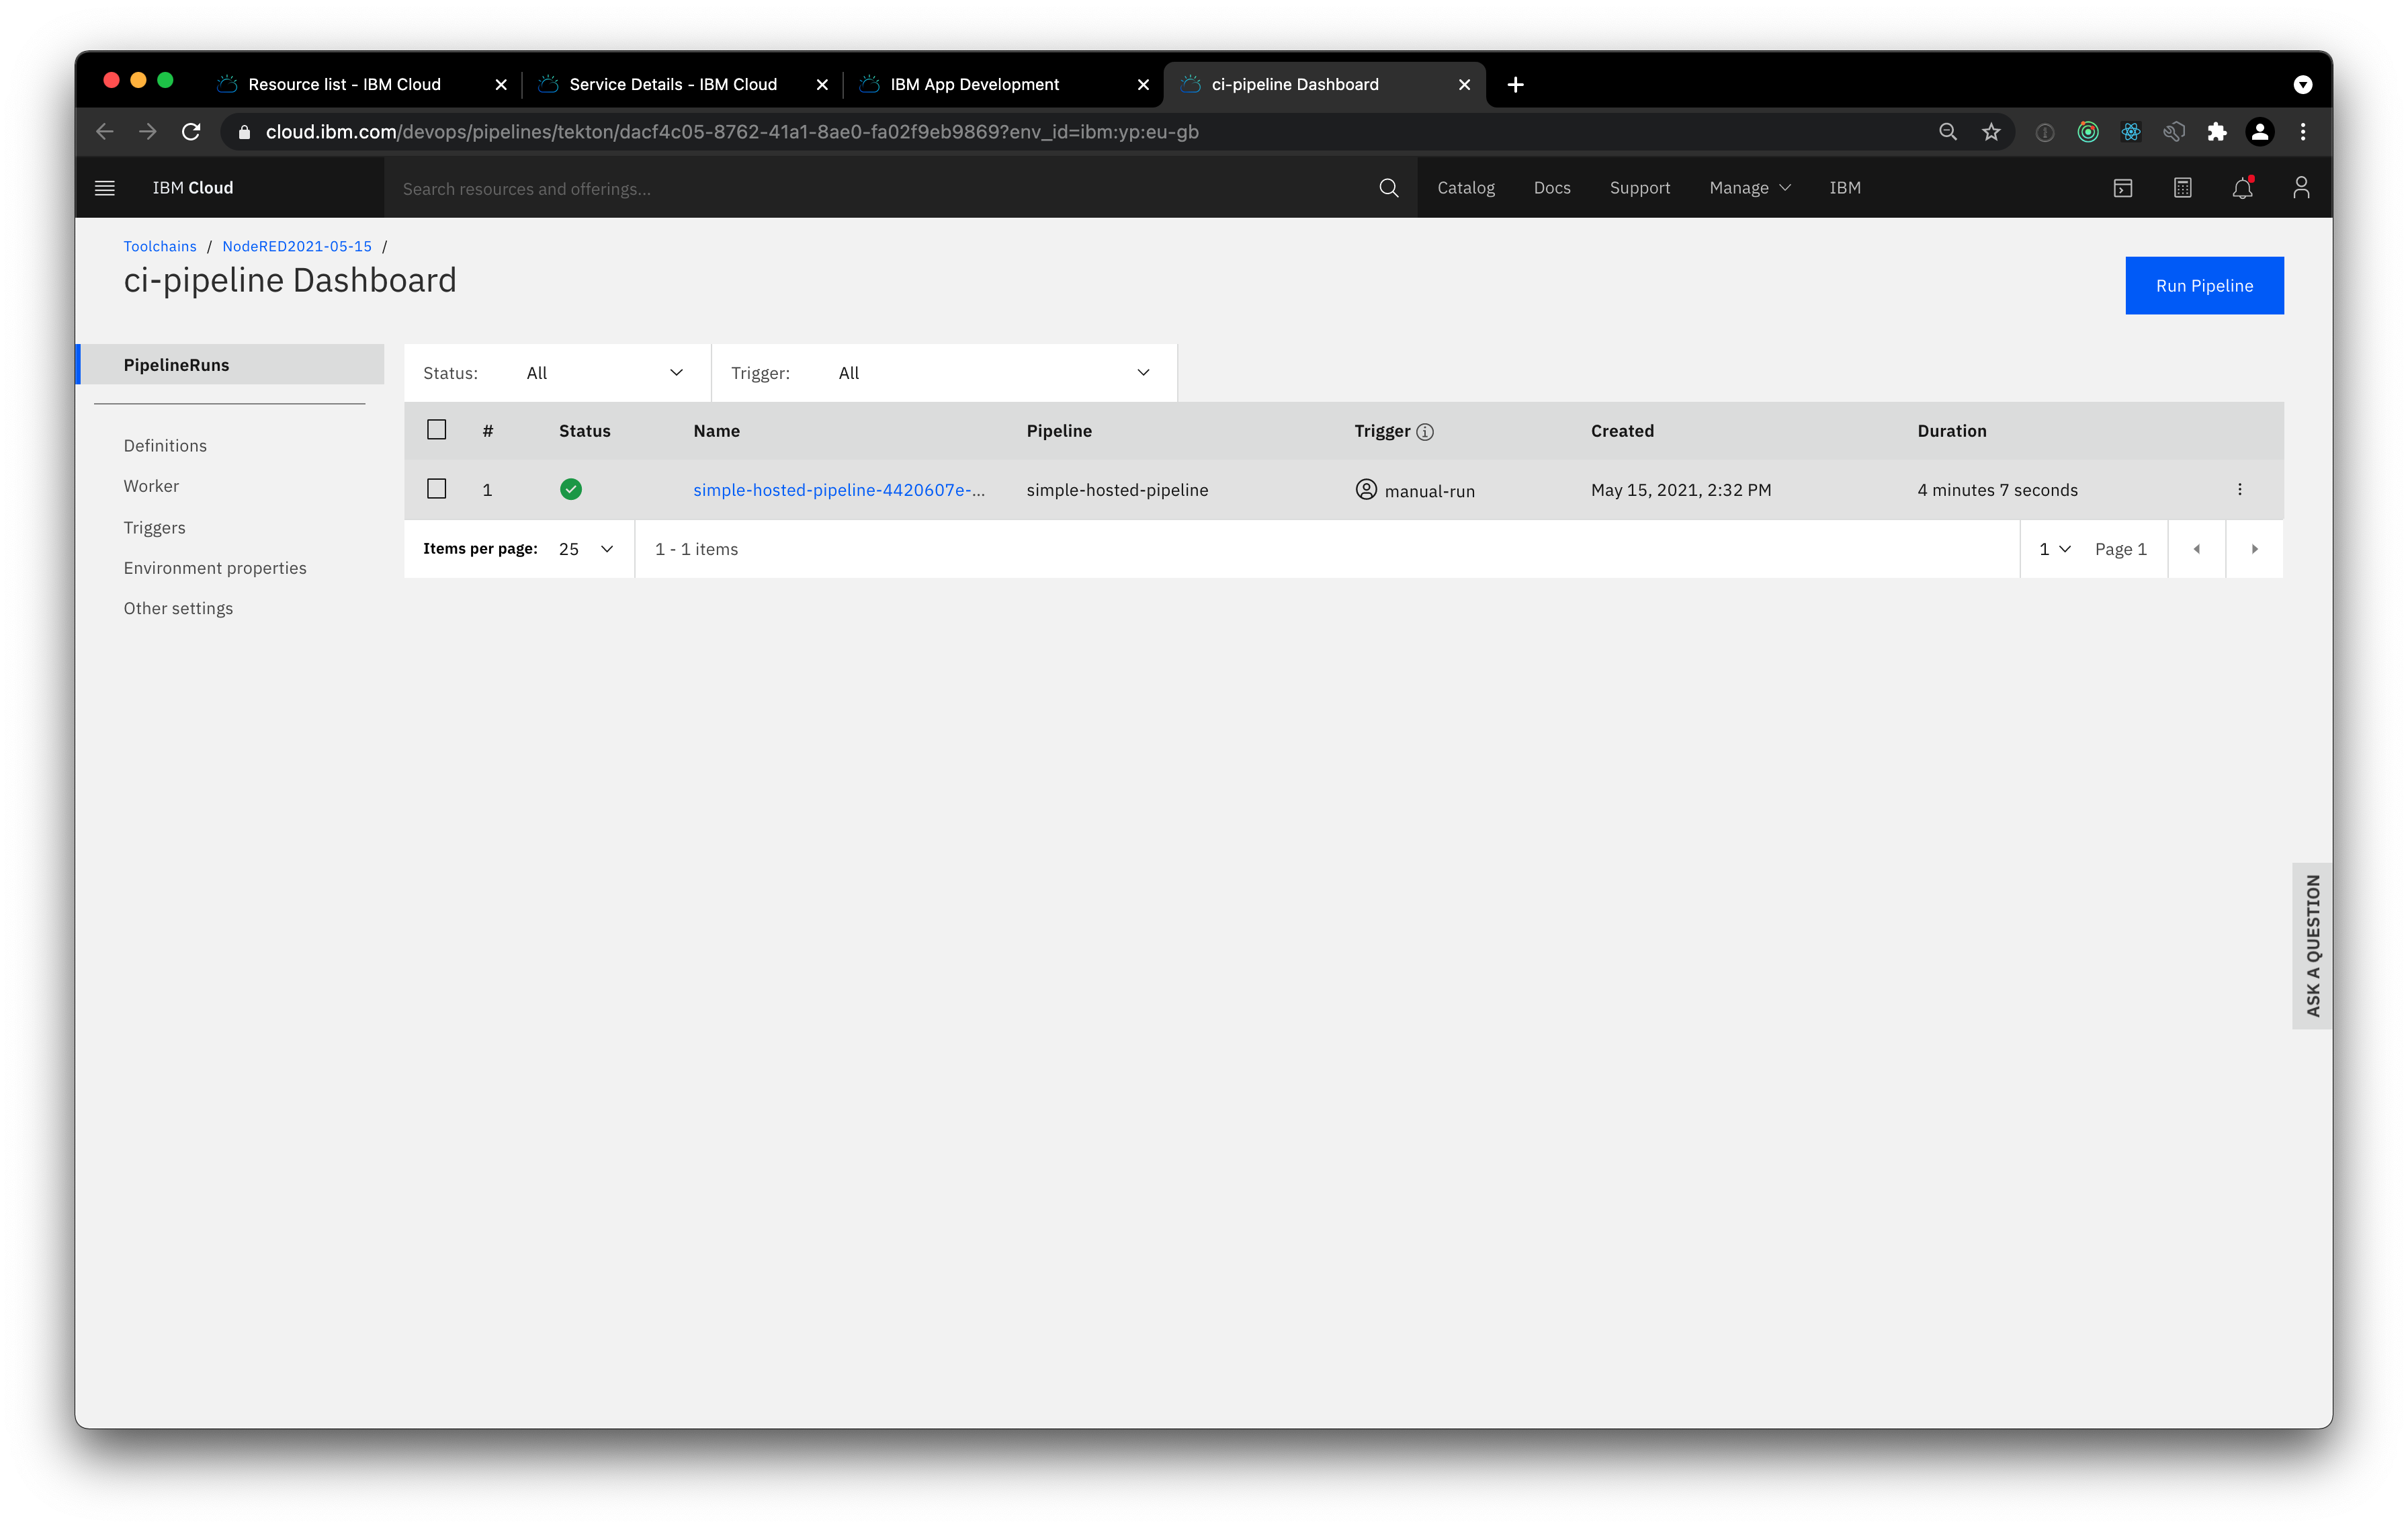 Resource list - IBM Cloud
Service Details - IBM Cloud
IBM App Development
ci-pipeline Dashboard
cloud.ibm.com/devops/pipelines/tekton/dacf4c05-8762-41a1-8ae0-fa02f9eb9869?env_id=ibm:yp:eu-gb
IBM Cloud
Search resources and offerings...
Catalog
Docs
Support
Manage
IBM
Toolchains / NodeRED2021-05-15 /
ci-pipeline Dashboard
Run Pipeline
PipelineRuns
Definitions
Worker
Triggers
Environment properties
Other settings
Status: All
Trigger: All
# Status Name Pipeline Trigger Created Duration
1 simple-hosted-pipeline-4420607e-... simple-hosted-pipeline manual-run May 15, 2021, 2:32 PM 4 minutes 7 seconds
Items per page: 25
1 - 1 items
1
Page 1
ASK A QUESTION